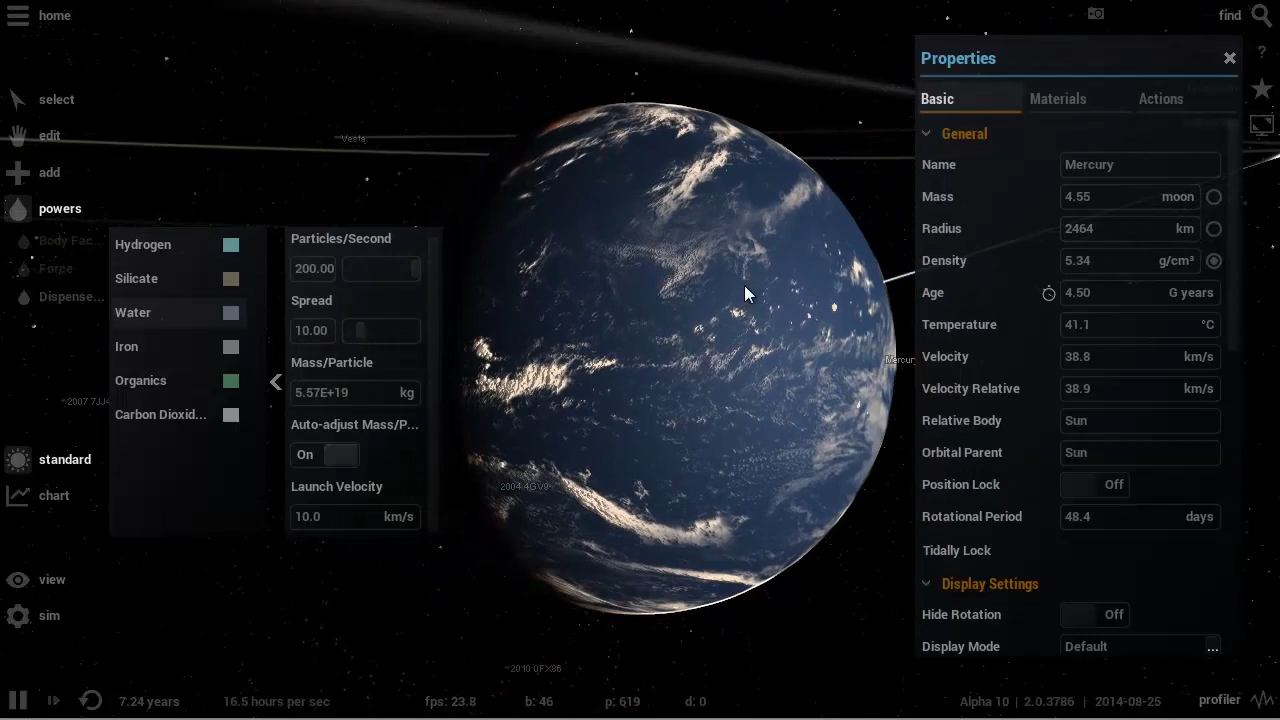 home
find
Properties
?
select
Basic Materials Actions
edit
General
Vesta
Name Mercury
add
Mass 4.55 moon
powers
Radius 2464 km
Body Fac...
Force
Dispense...
Hydrogen
Silicate
Water
Iron
Organics
Carbon Dioxid...
Particles/Second
200.00
Spread
10.00
Mass/Particle
5.57E+19 kg
Auto-adjust Mass/P...
On
Launch Velocity
10.0 km/s
Density 5.34 g/cm³
Age 4.50 G years
Temperature 41.1 °C
Velocity 38.8 km/s
Mercury
Velocity Relative 38.9 km/s
Relative Body Sun
Orbital Parent Sun
Position Lock Off
Rotational Period 48.4 days
Tidally Lock
Display Settings
Hide Rotation Off
Display Mode Default ...
2007 7JJ4
standard
chart
2004 4GV9
view
sim
2010 0FX86
7.24 years 16.5 hours per sec fps: 23.8 b: 46 p: 619 d: 0 Alpha 10 | 2.0.3786 | 2014-08-25 profiler